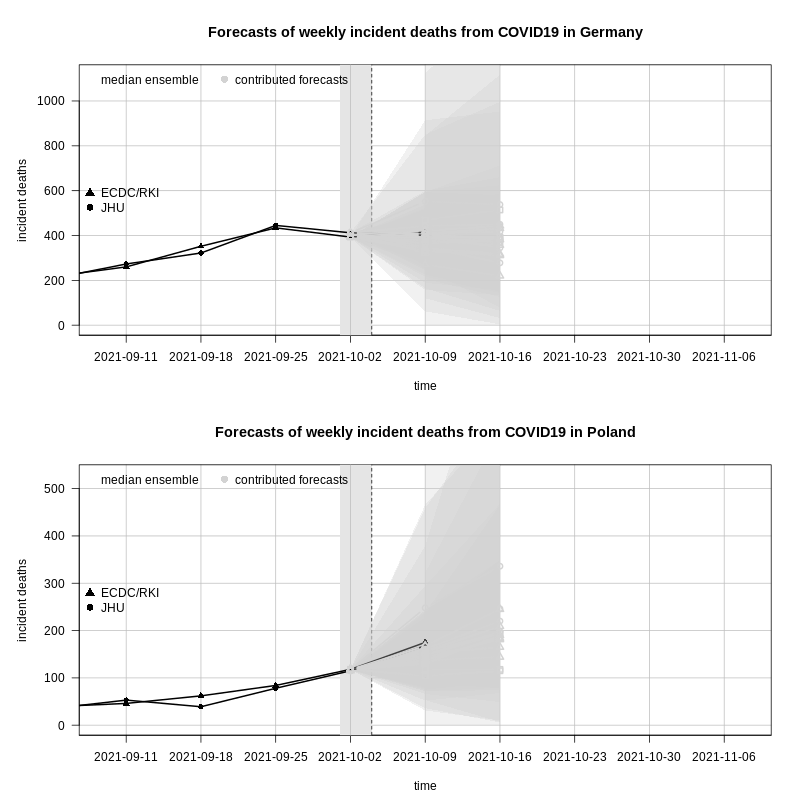 Forecasts of weekly incident deaths from COVID19 in Germany
median ensemble contributed forecasts
1000
800
600
400
200
0
incident deaths
ECDC/RKI
JHU
2021-09-11 2021-09-18 2021-09-25 2021-10-02 2021-10-09 2021-10-16 2021-10-23 2021-10-30 2021-11-06
time
Forecasts of weekly incident deaths from COVID19 in Poland
median ensemble contributed forecasts
500
400
300
200
100
0
incident deaths
ECDC/RKI
JHU
2021-09-11 2021-09-18 2021-09-25 2021-10-02 2021-10-09 2021-10-16 2021-10-23 2021-10-30 2021-11-06
time